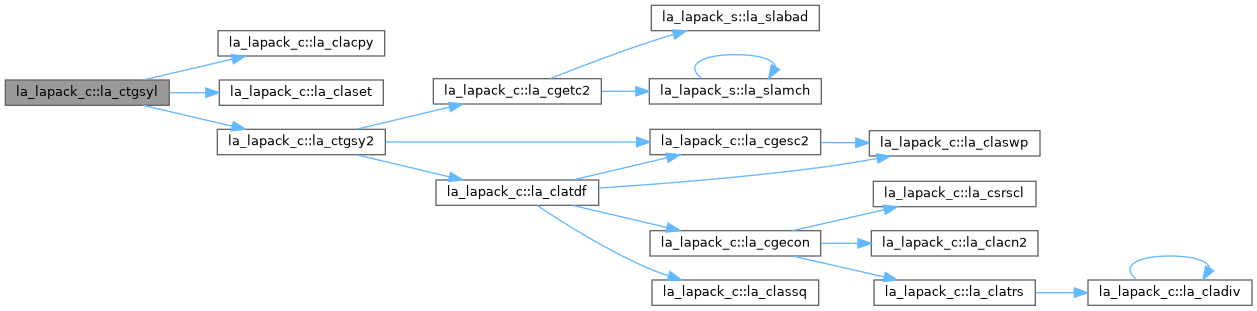 la_lapack_c::la_ctgsyl
la_lapack_c::la_clacpy
la_lapack_c::la_claset
la_lapack_c::la_ctgsy2
la_lapack_c::la_cgetc2
la_lapack_s::la_slabad
la_lapack_s::la_slamch
la_lapack_c::la_cgesc2
la_lapack_c::la_claswp
la_lapack_c::la_clatdf
la_lapack_c::la_cgecon
la_lapack_c::la_csrscl
la_lapack_c::la_clacn2
la_lapack_c::la_clatrs
la_lapack_c::la_cladiv
la_lapack_c::la_classq